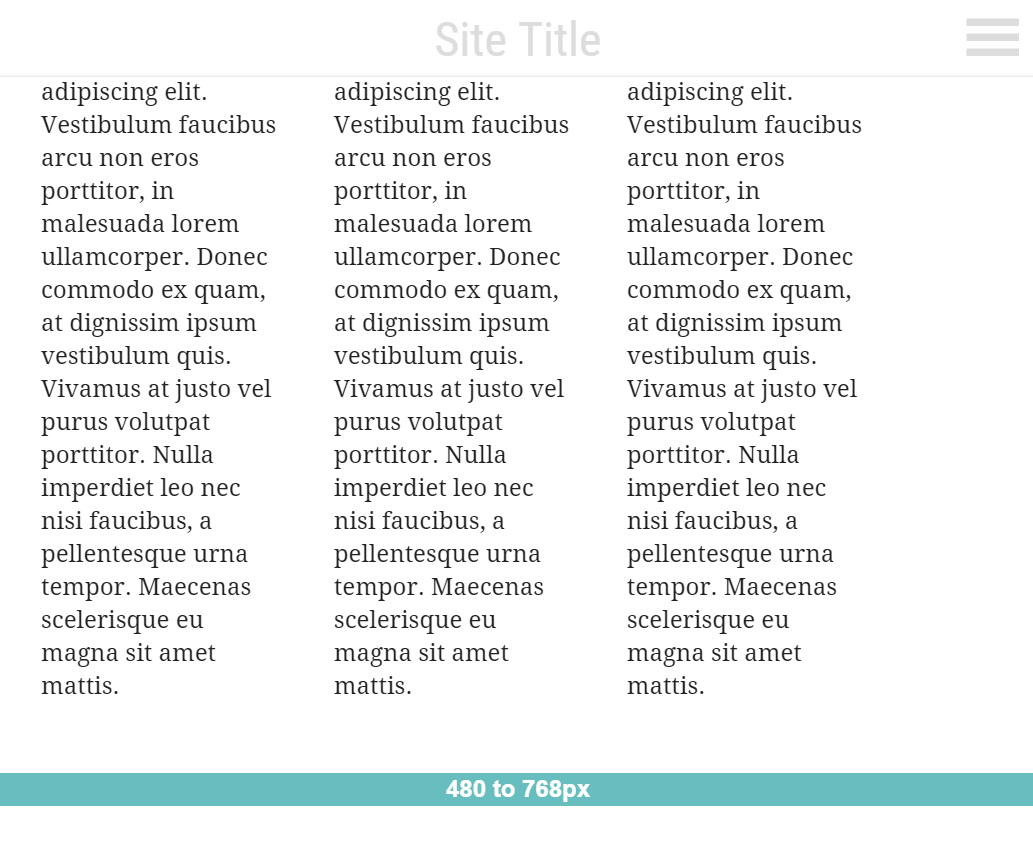 Site Title
adipiscing elit.
Vestibulum faucibus
arcu non eros
porttitor, in
malesuada lorem
ullamcorper. Donec
commodo ex quam,
at dignissim ipsum
vestibulum quis.
Vivamus at justo vel
purus volutpat
porttitor. Nulla
imperdiet leo nec
nisi faucibus, a
pellentesque urna
tempor. Maecenas
scelerisque eu
magna sit amet
mattis.
adipiscing elit.
Vestibulum faucibus
arcu non eros
porttitor, in
malesuada lorem
ullamcorper. Donec
commodo ex quam,
at dignissim ipsum
vestibulum quis.
Vivamus at justo vel
purus volutpat
porttitor. Nulla
imperdiet leo nec
nisi faucibus, a
pellentesque urna
tempor. Maecenas
scelerisque eu
magna sit amet
mattis.
adipiscing elit.
Vestibulum faucibus
arcu non eros
porttitor, in
malesuada lorem
ullamcorper. Donec
commodo ex quam,
at dignissim ipsum
vestibulum quis.
Vivamus at justo vel
purus volutpat
porttitor. Nulla
imperdiet leo nec
nisi faucibus, a
pellentesque urna
tempor. Maecenas
scelerisque eu
magna sit amet
mattis.
480 to 768px